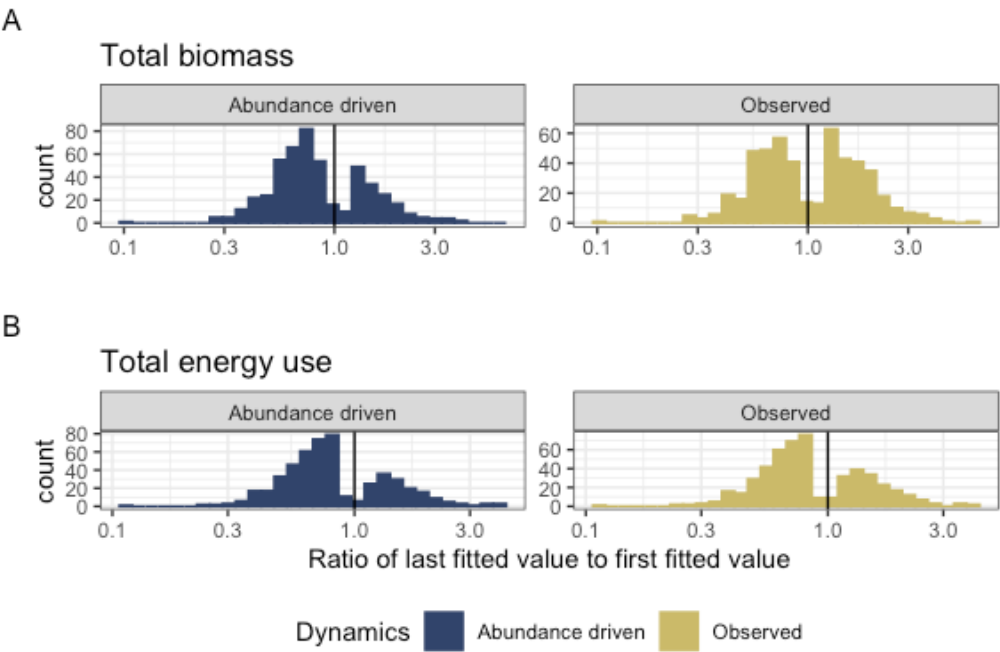 A
Total biomass
Abundance driven
Observed
count
80
60
40
20
0
0.1 0.3 1.0 3.0
60
40
20
0
0.1 0.3 1.0 3.0
B
Total energy use
Abundance driven
Observed
count
80
60
40
20
0
0.1 0.3 1.0 3.0
60
40
20
0
0.1 0.3 1.0 3.0
Ratio of last fitted value to first fitted value
Dynamics Abundance driven Observed